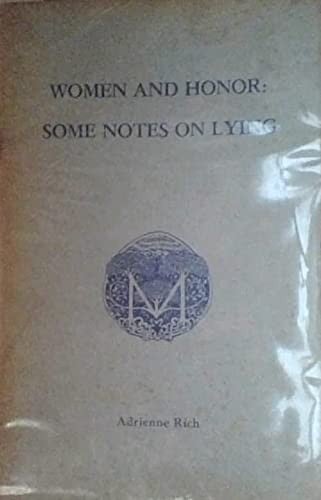 WOMEN AND HONOR:
SOME NOTES ON LYING
Adrienne Rich